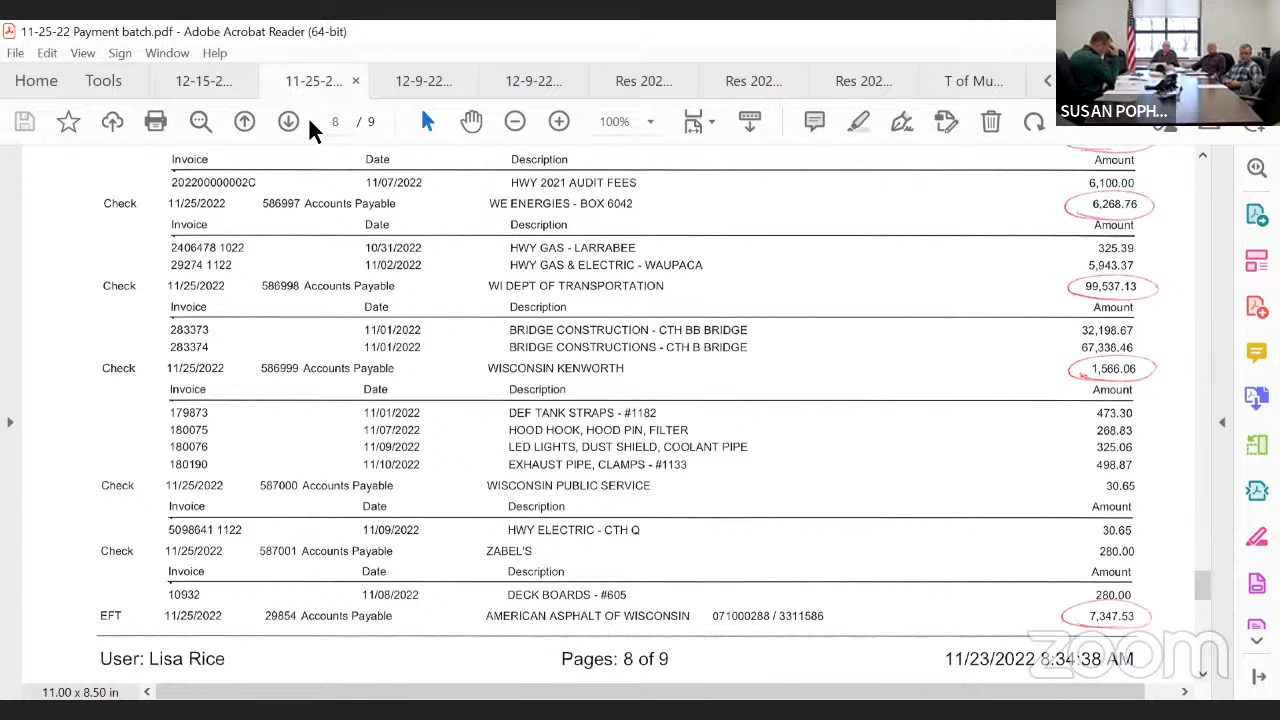 11-25-22 Payment batch.pdf - Adobe Acrobat Reader (64-bit)
File Edit View Sign Window Help
Home Tools 12-15-2... 11-25-2... × 12-9-22... 12-9-22... Res 202... Res 202... Res 202... T of Mu...
SUSAN POPH...
8 / 9 100%
Invoice Date Description Amount
202200000002C 11/07/2022 HWY 2021 AUDIT FEES 6,100.00
Check 11/25/2022 586997 Accounts Payable WE ENERGIES - BOX 6042 6,268.76
Invoice Date Description Amount
2406478 1022 10/31/2022 HWY GAS - LARRABEE 325.39
29274 1122 11/02/2022 HWY GAS & ELECTRIC - WAUPACA 5,943.37
Check 11/25/2022 586998 Accounts Payable WI DEPT OF TRANSPORTATION 99,537.13
Invoice Date Description Amount
283373 11/01/2022 BRIDGE CONSTRUCTION - CTH BB BRIDGE 32,198.67
283374 11/01/2022 BRIDGE CONSTRUCTIONS - CTH B BRIDGE 67,338.46
Check 11/25/2022 586999 Accounts Payable WISCONSIN KENWORTH 1,566.06
Invoice Date Description Amount
179873 11/01/2022 DEF TANK STRAPS - #1182 473.30
180075 11/07/2022 HOOD HOOK, HOOD PIN, FILTER 268.83
180076 11/09/2022 LED LIGHTS, DUST SHIELD, COOLANT PIPE 325.06
180190 11/10/2022 EXHAUST PIPE, CLAMPS - #1133 498.87
Check 11/25/2022 587000 Accounts Payable WISCONSIN PUBLIC SERVICE 30.65
Invoice Date Description Amount
5098641 1122 11/09/2022 HWY ELECTRIC - CTH Q 30.65
Check 11/25/2022 587001 Accounts Payable ZABEL'S 280.00
Invoice Date Description Amount
10932 11/08/2022 DECK BOARDS - #605 280.00
EFT 11/25/2022 29854 Accounts Payable AMERICAN ASPHALT OF WISCONSIN 071000288 / 3311586 7,347.53
User: Lisa Rice Pages: 8 of 9 11/23/2022 8:34:38 AM
zoom
11.00 x 8.50 in